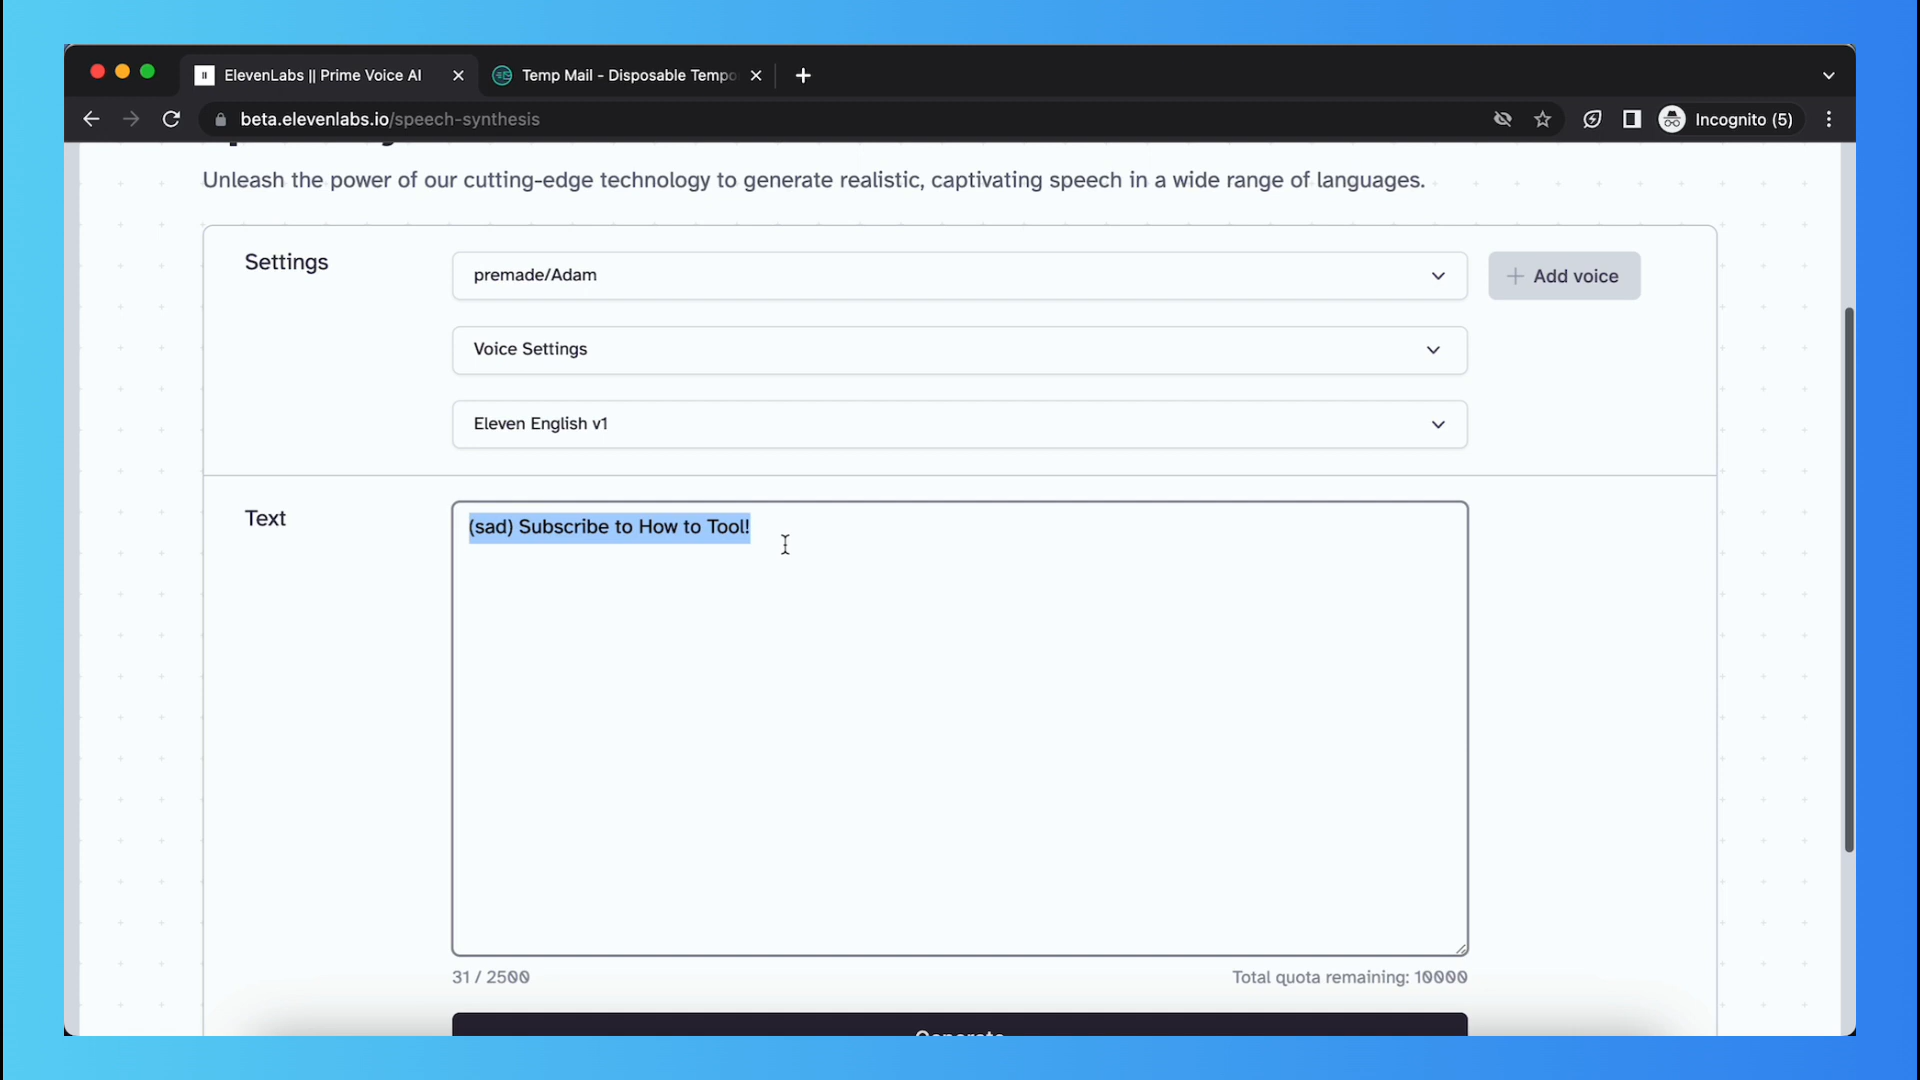 ElevenLabs || Prime Voice AI
Temp Mail - Disposable Tempo
beta.elevenlabs.io/speech-synthesis
Incognito (5)
Unleash the power of our cutting-edge technology to generate realistic, captivating speech in a wide range of languages.
Settings
premade/Adam
+ Add voice
Voice Settings
Eleven English v1
Text
(sad) Subscribe to How to Tool!
31 / 2500
Total quota remaining: 10000
Generate